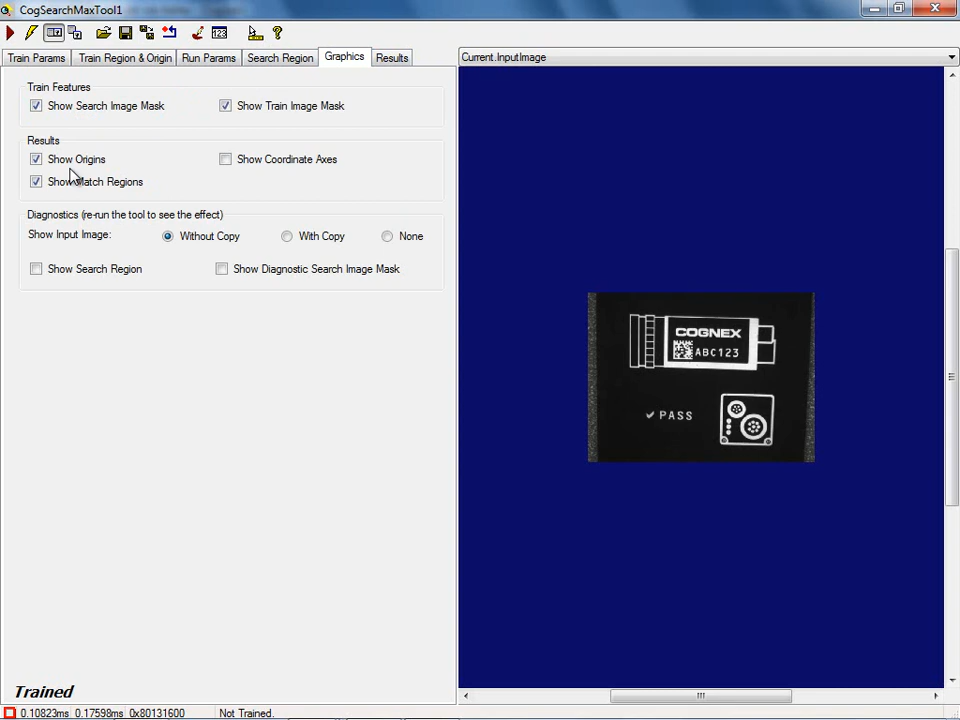 CogSearchMaxTool1
Train Params Train Region & Origin Run Params Search Region Graphics Results
Current.InputImage
Train Features
Show Search Image Mask Show Train Image Mask
Results
Show Origins Show Coordinate Axes
Show Match Regions
Diagnostics (re-run the tool to see the effect)
Show Input Image: Without Copy With Copy None
Show Search Region Show Diagnostic Search Image Mask
COGNEX
ABC123
PASS
Trained
0.10823ms 0.17598ms 0x80131600 Not Trained.